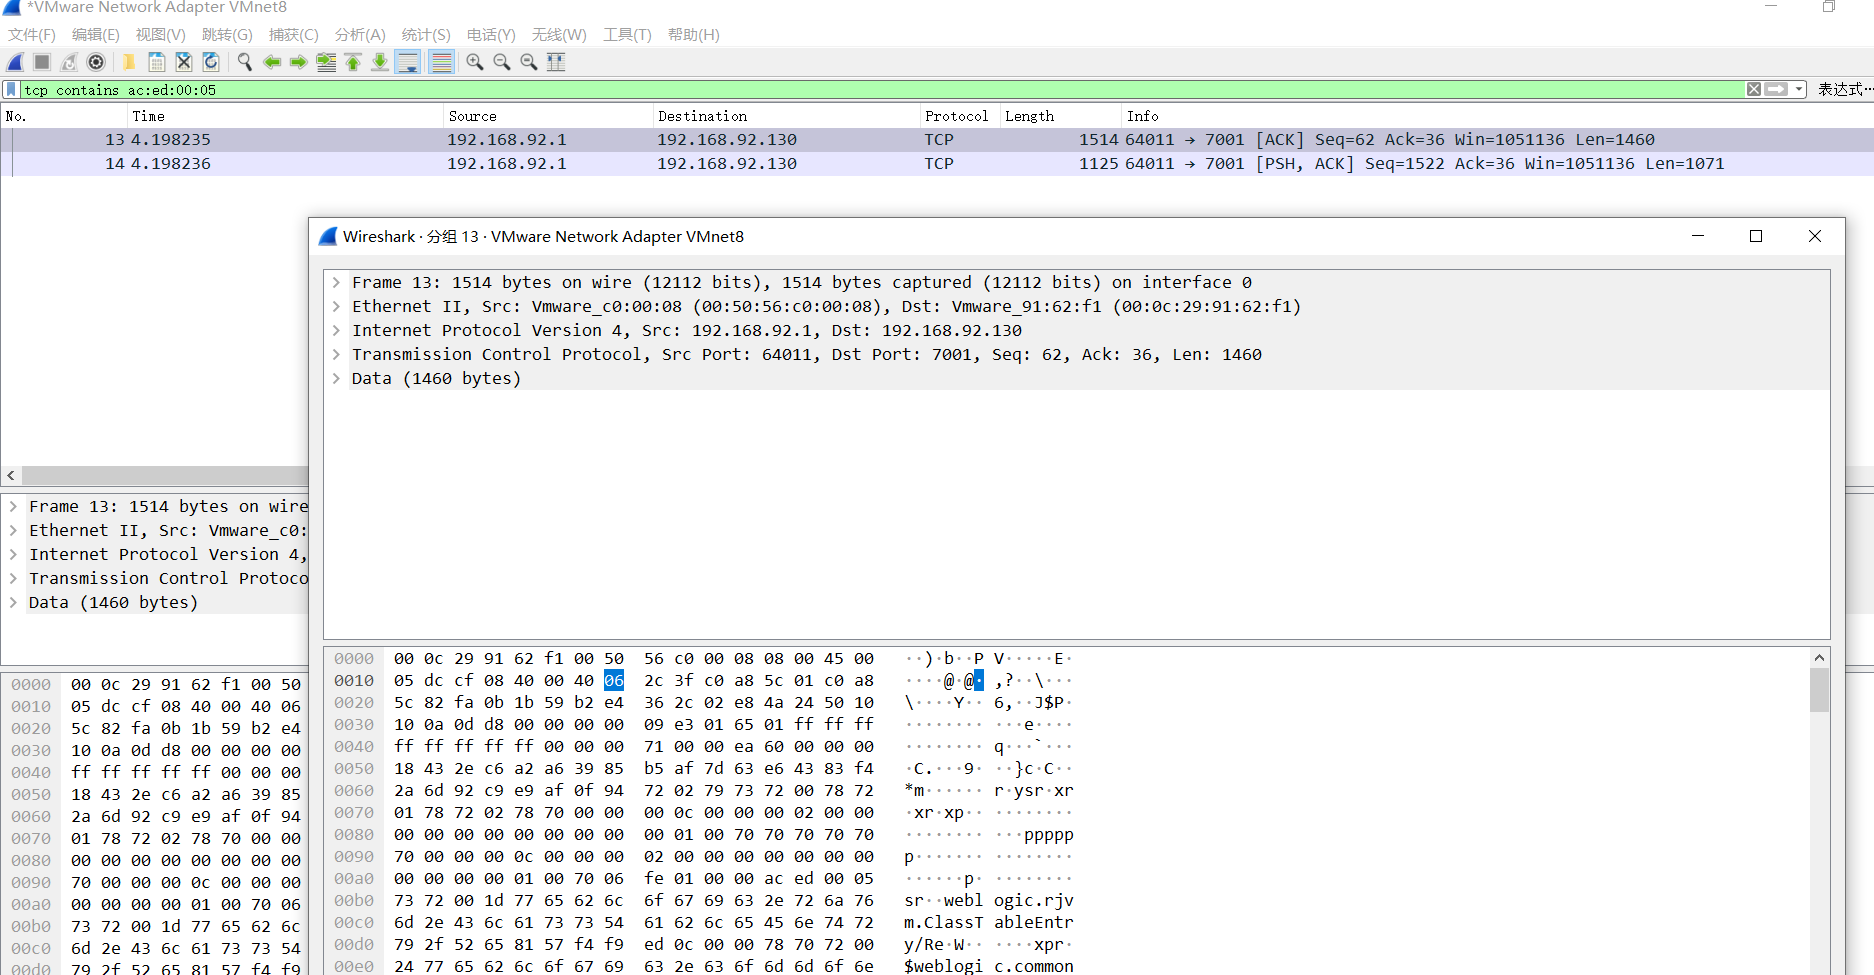 *VMware Network Adapter VMnet8
文件(F) 编辑(E) 视图(V) 跳转(G) 捕获(C) 分析(A) 统计(S) 电话(Y) 无线(W) 工具(T) 帮助(H)
tcp contains ac:ed:00:05 表达式…
No. Time Source Destination Protocol Length Info
13 4.198235 192.168.92.1 192.168.92.130 TCP 1514 64011 → 7001 [ACK] Seq=62 Ack=36 Win=1051136 Len=1460
14 4.198236 192.168.92.1 192.168.92.130 TCP 1125 64011 → 7001 [PSH, ACK] Seq=1522 Ack=36 Win=1051136 Len=1071
Wireshark · 分组 13 · VMware Network Adapter VMnet8
Frame 13: 1514 bytes on wire (12112 bits), 1514 bytes captured (12112 bits) on interface 0
Ethernet II, Src: Vmware_c0:00:08 (00:50:56:c0:00:08), Dst: Vmware_91:62:f1 (00:0c:29:91:62:f1)
Internet Protocol Version 4, Src: 192.168.92.1, Dst: 192.168.92.130
Transmission Control Protocol, Src Port: 64011, Dst Port: 7001, Seq: 62, Ack: 36, Len: 1460
Data (1460 bytes)
0000 00 0c 29 91 62 f1 00 50 56 c0 00 08 08 00 45 00 ··)·b··P V·····E·
0010 05 dc cf 08 40 00 40 06 2c 3f c0 a8 5c 01 c0 a8 ····@·@· ,?··\···
0020 5c 82 fa 0b 1b 59 b2 e4 36 2c 02 e8 4a 24 50 10 \····Y·· 6,··J$P·
0030 10 0a 0d d8 00 00 00 00 09 e3 01 65 01 ff ff ff ········ ···e····
0040 ff ff ff ff ff 00 00 00 71 00 00 ea 60 00 00 00 ········ q···`···
0050 18 43 2e c6 a2 a6 39 85 b5 af 7d 63 e6 43 83 f4 ·C.···9· ··}c·C··
0060 2a 6d 92 c9 e9 af 0f 94 72 02 79 73 72 00 78 72 *m······ r·ysr·xr
0070 01 78 72 02 78 70 00 00 00 0c 00 00 00 02 00 00 ·xr·xp·· ········
0080 00 00 00 00 00 00 00 00 00 01 00 70 70 70 70 70 ········ ···ppppp
0090 70 00 00 00 0c 00 00 00 02 00 00 00 00 00 00 00 p······· ········
00a0 00 00 00 00 01 00 70 06 fe 01 00 00 ac ed 00 05 ······p· ········
00b0 73 72 00 1d 77 65 62 6c 6f 67 69 63 2e 72 6a 76 sr··webl ogic.rjv
00c0 6d 2e 43 6c 61 73 73 54 61 62 6c 65 45 6e 74 72 m.ClassT ableEntr
00d0 79 2f 52 65 81 57 f4 f9 ed 0c 00 00 78 70 72 00 y/Re·W·· ····xpr·
00e0 24 77 65 62 6c 6f 67 69 63 2e 63 6f 6d 6d 6f 6e $weblogi c.common
Frame 13: 1514 bytes on wire
Ethernet II, Src: Vmware_c0:
Internet Protocol Version 4,
Transmission Control Protoco
Data (1460 bytes)
0000 00 0c 29 91 62 f1 00 50
0010 05 dc cf 08 40 00 40 06
0020 5c 82 fa 0b 1b 59 b2 e4
0030 10 0a 0d d8 00 00 00 00
0040 ff ff ff ff ff 00 00 00
0050 18 43 2e c6 a2 a6 39 85
0060 2a 6d 92 c9 e9 af 0f 94
0070 01 78 72 02 78 70 00 00
0080 00 00 00 00 00 00 00 00
0090 70 00 00 00 0c 00 00 00
00a0 00 00 00 00 01 00 70 06
00b0 73 72 00 1d 77 65 62 6c
00c0 6d 2e 43 6c 61 73 73 54
00d0 79 2f 52 65 81 57 f4 f9